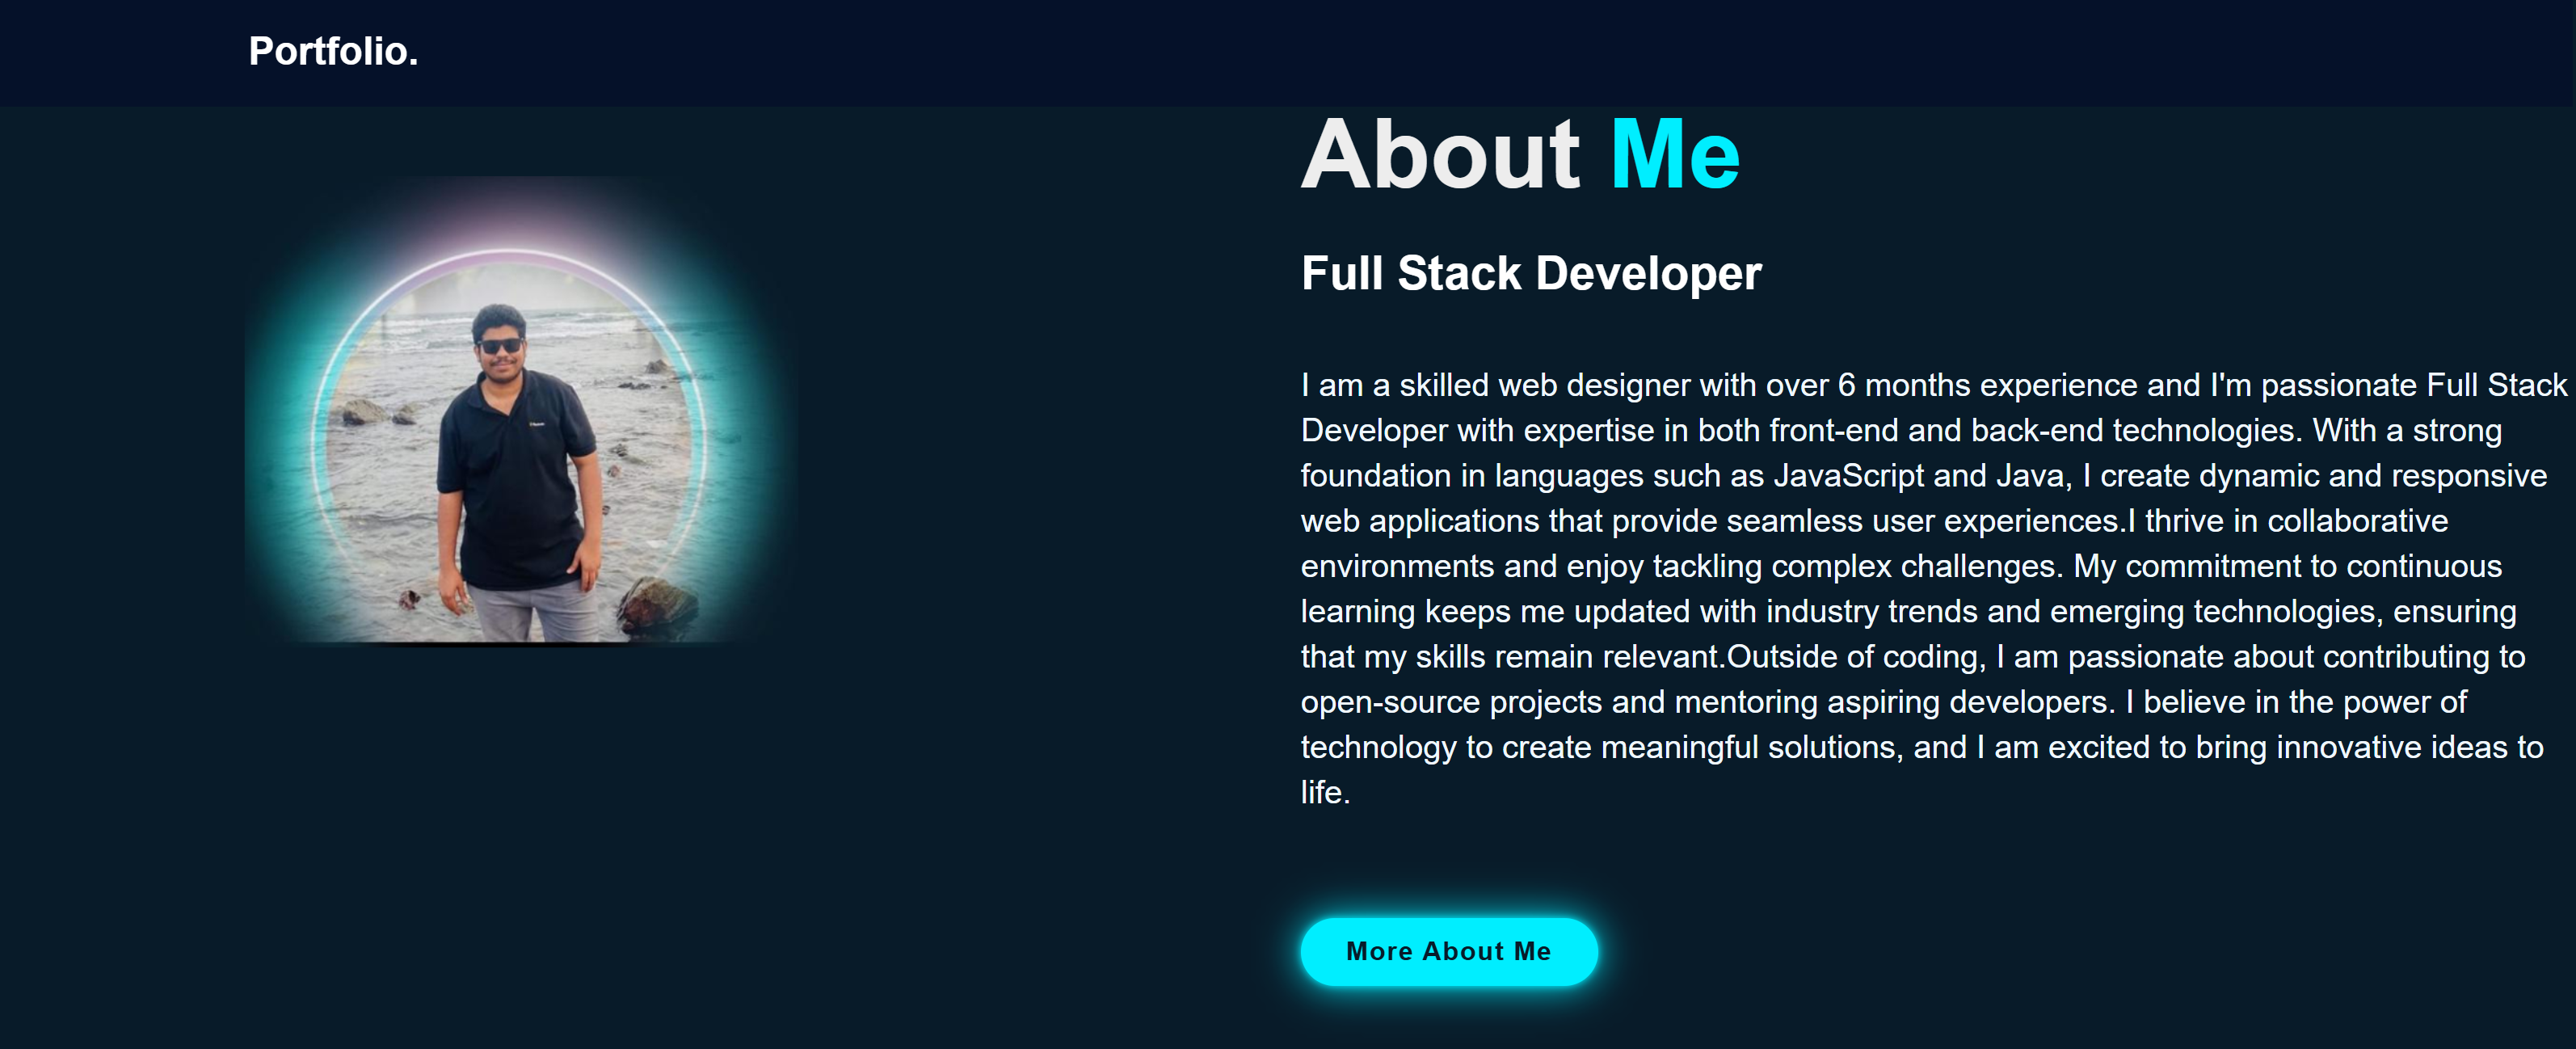 Portfolio.
About Me
Full Stack Developer
I am a skilled web designer with over 6 months experience and I'm passionate Full Stack
Developer with expertise in both front-end and back-end technologies. With a strong
foundation in languages such as JavaScript and Java, I create dynamic and responsive
web applications that provide seamless user experiences.I thrive in collaborative
environments and enjoy tackling complex challenges. My commitment to continuous
learning keeps me updated with industry trends and emerging technologies, ensuring
that my skills remain relevant.Outside of coding, I am passionate about contributing to
open-source projects and mentoring aspiring developers. I believe in the power of
technology to create meaningful solutions, and I am excited to bring innovative ideas to
life.
More About Me